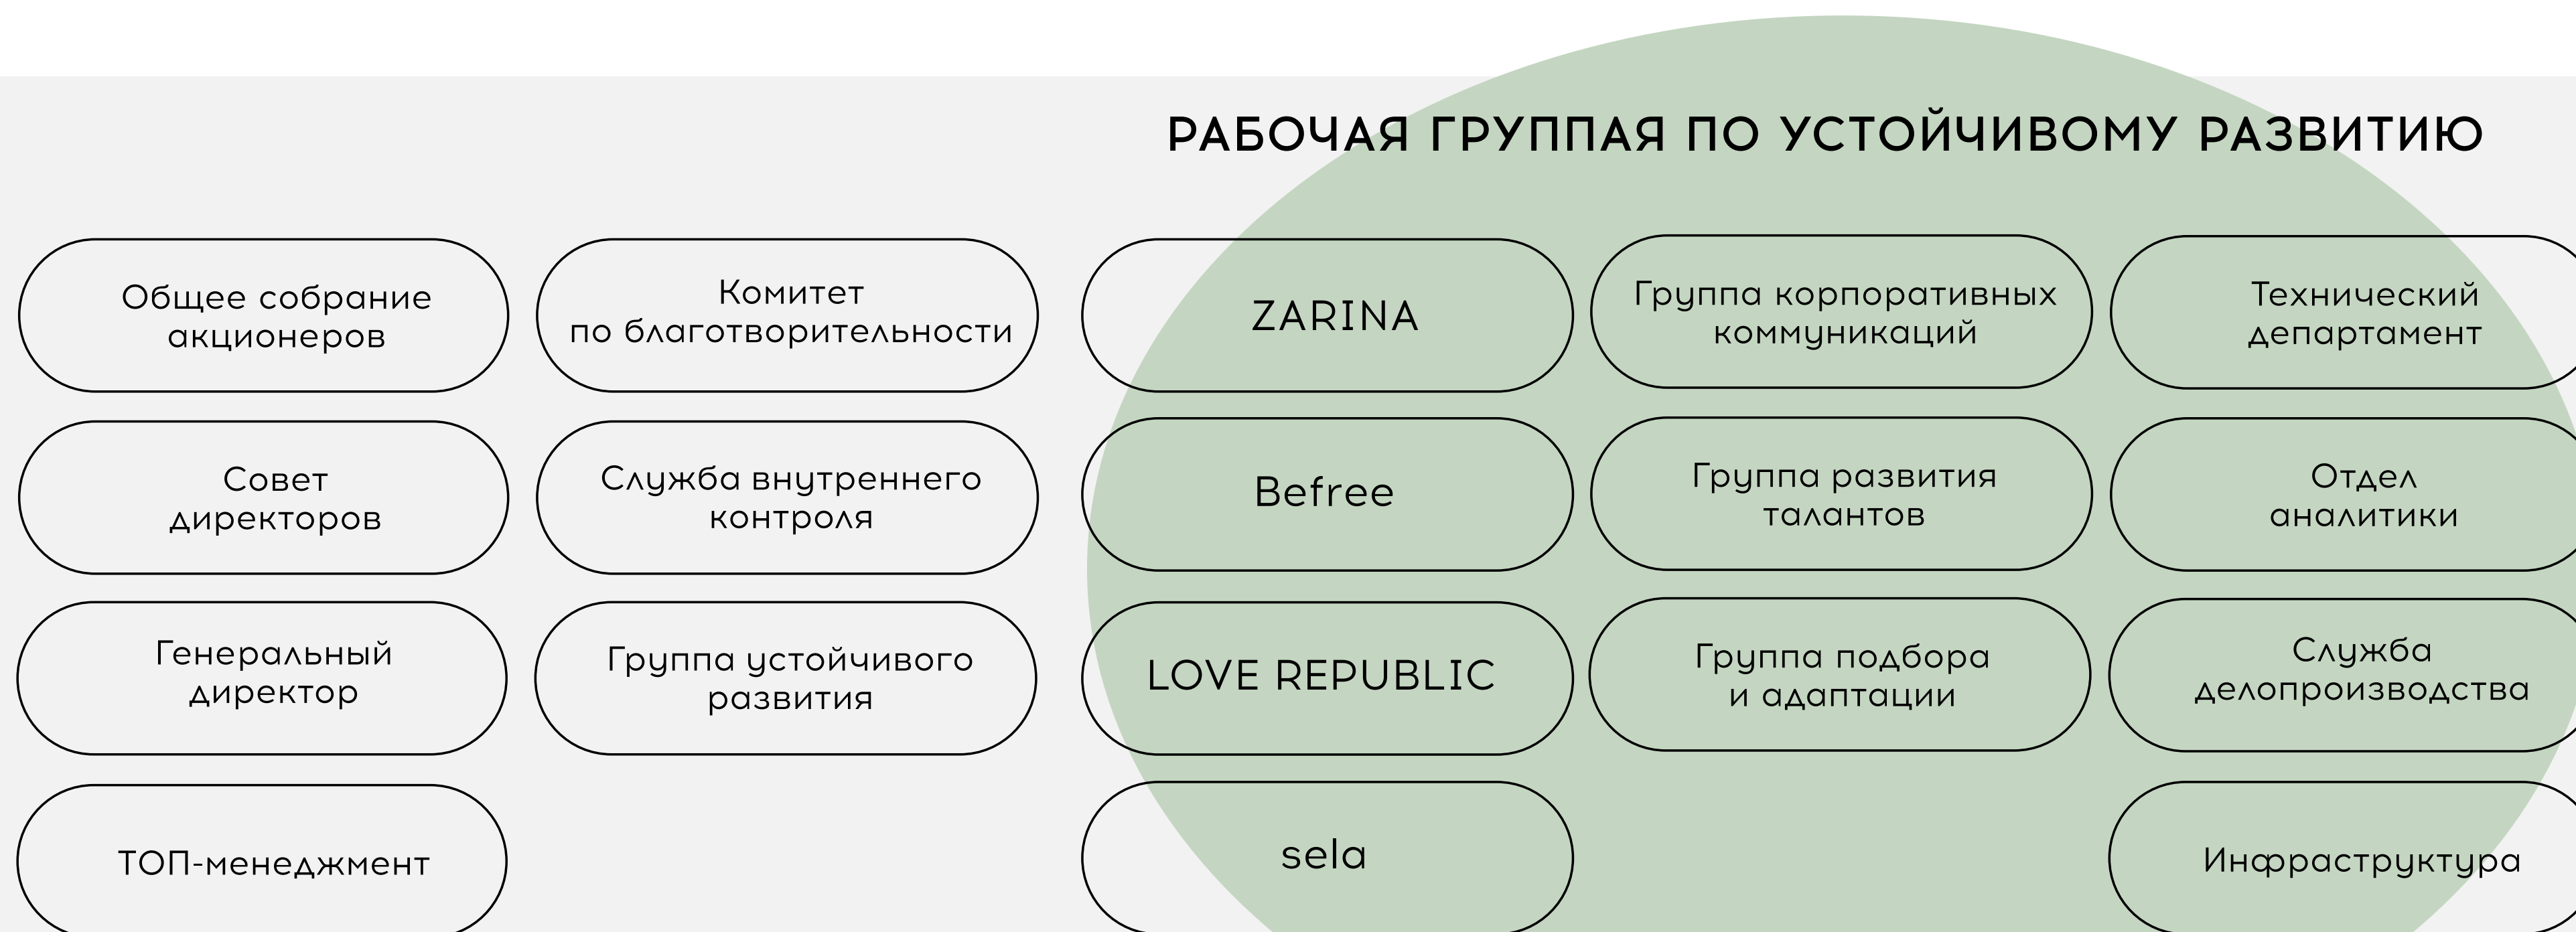 РАБОЧАЯ ГРУППАЯ ПО УСТОЙЧИВОМУ РАЗВИТИЮ
Общее собрание
акционеров
Совет
директоров
Генеральный
директор
ТОП-менеджмент
Комитет
по благотворительности
Служба внутреннего
контроля
Группа устойчивого
развития
ZARINA
Befree
LOVE REPUBLIC
sela
Группа корпоративных
коммуникаций
Группа развития
талантов
Группа подбора
и адаптации
Технический
департамент
Отдел
аналитики
Служба
делопроизводства
Инфраструктура